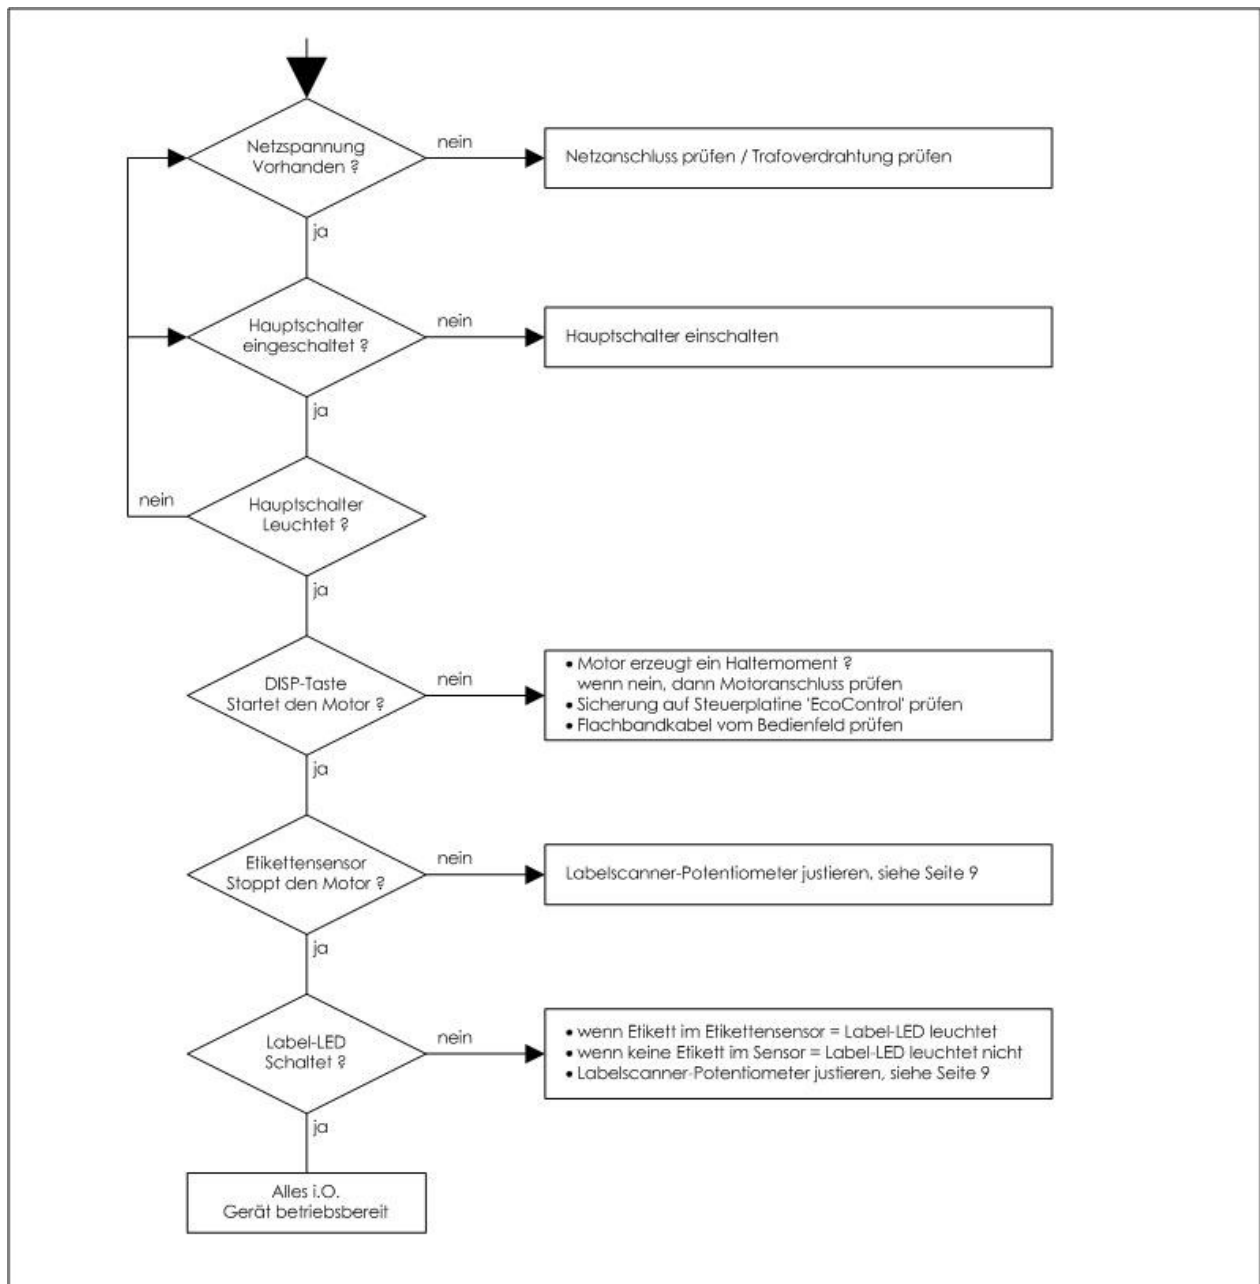 Netzspannung
Vorhanden ?
nein
Netzanschluss prüfen / Trafoverdrahtung prüfen
ja
Hauptschalter
eingeschaltet ?
nein
Hauptschalter einschalten
ja
nein
Hauptschalter
Leuchtet ?
ja
DISP-Taste
Startet den Motor ?
nein
• Motor erzeugt ein Haltemoment ?
wenn nein, dann Motoranschluss prüfen
• Sicherung auf Steuerplatine 'EcoControl' prüfen
• Flachbandkabel vom Bedienfeld prüfen
ja
Etikettensensor
Stoppt den Motor ?
nein
Labelscanner-Potentiometer justieren, siehe Seite 9
ja
Label-LED
Schaltet ?
nein
• wenn Etikett im Etikettensensor = Label-LED leuchtet
• wenn keine Etikett im Sensor = Label-LED leuchtet nicht
• Labelscanner-Potentiometer justieren, siehe Seite 9
ja
Alles i.O.
Gerät betriebsbereit